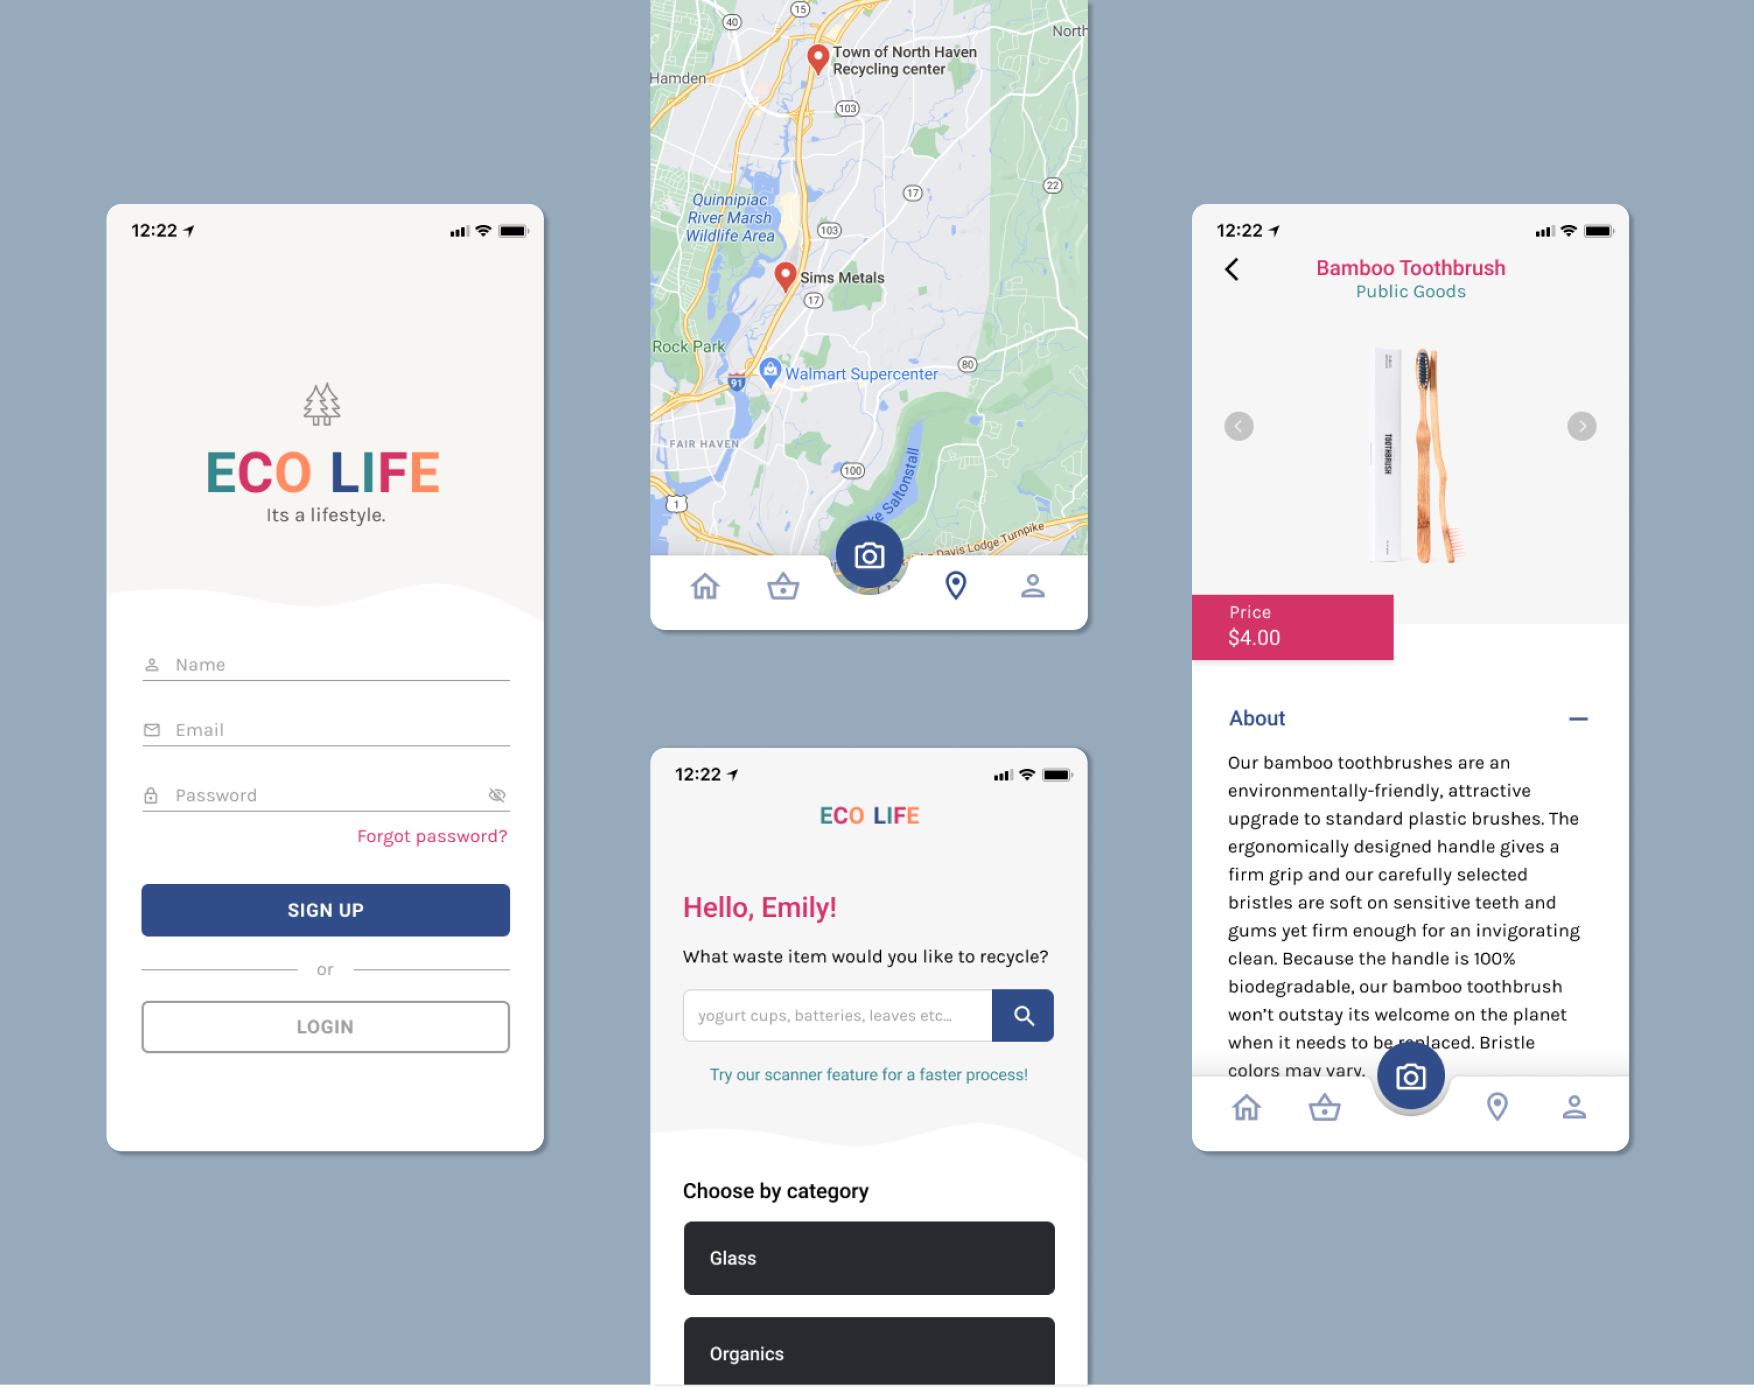 12:22
ECO LIFE
Its a lifestyle.
Name
Email
Password
Forgot password?
SIGN UP
or
LOGIN
15
40
North
Town of North Haven
Recycling center
Hamden
103
22
17
Quinnipiac
River Marsh
Wildlife Area
103
Sims Metals
17
Rock Park
80
91
Walmart Supercenter
FAIR HAVEN
100
Saltonstall
1
Davis Lodge Turnpike
12:22
ECO LIFE
Hello, Emily!
What waste item would you like to recycle?
yogurt cups, batteries, leaves etc...
Try our scanner feature for a faster process!
Choose by category
Glass
Organics
12:22
Bamboo Toothbrush
Public Goods
TOOTHBRUSH
Price
$4.00
About
Our bamboo toothbrushes are an
environmentally-friendly, attractive
upgrade to standard plastic brushes. The
ergonomically designed handle gives a
firm grip and our carefully selected
bristles are soft on sensitive teeth and
gums yet firm enough for an invigorating
clean. Because the handle is 100%
biodegradable, our bamboo toothbrush
won't outstay its welcome on the planet
when it needs to be replaced. Bristle
colors may vary.